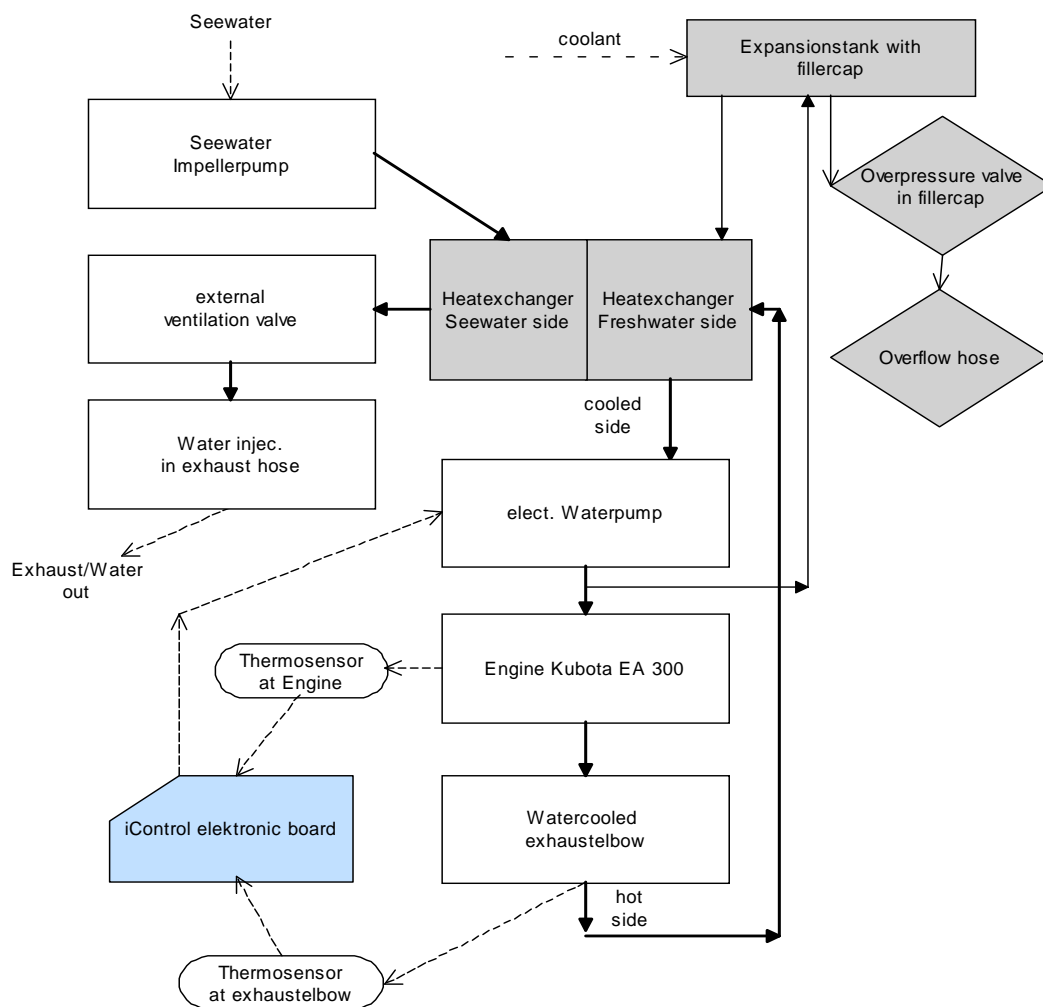 Seewater
coolant
Expansionstank with
fillercap
Seewater
Impellerpump
Overpressure valve
in fillercap
external
ventilation valve
Heatexchanger
Seewater side
Heatexchanger
Freshwater side
Overflow hose
cooled
side
Water injec.
in exhaust hose
elect. Waterpump
Exhaust/Water
out
Thermosensor
at Engine
Engine Kubota EA 300
iControl elektronic board
Watercooled
exhaustelbow
hot
side
Thermosensor
at exhaustelbow